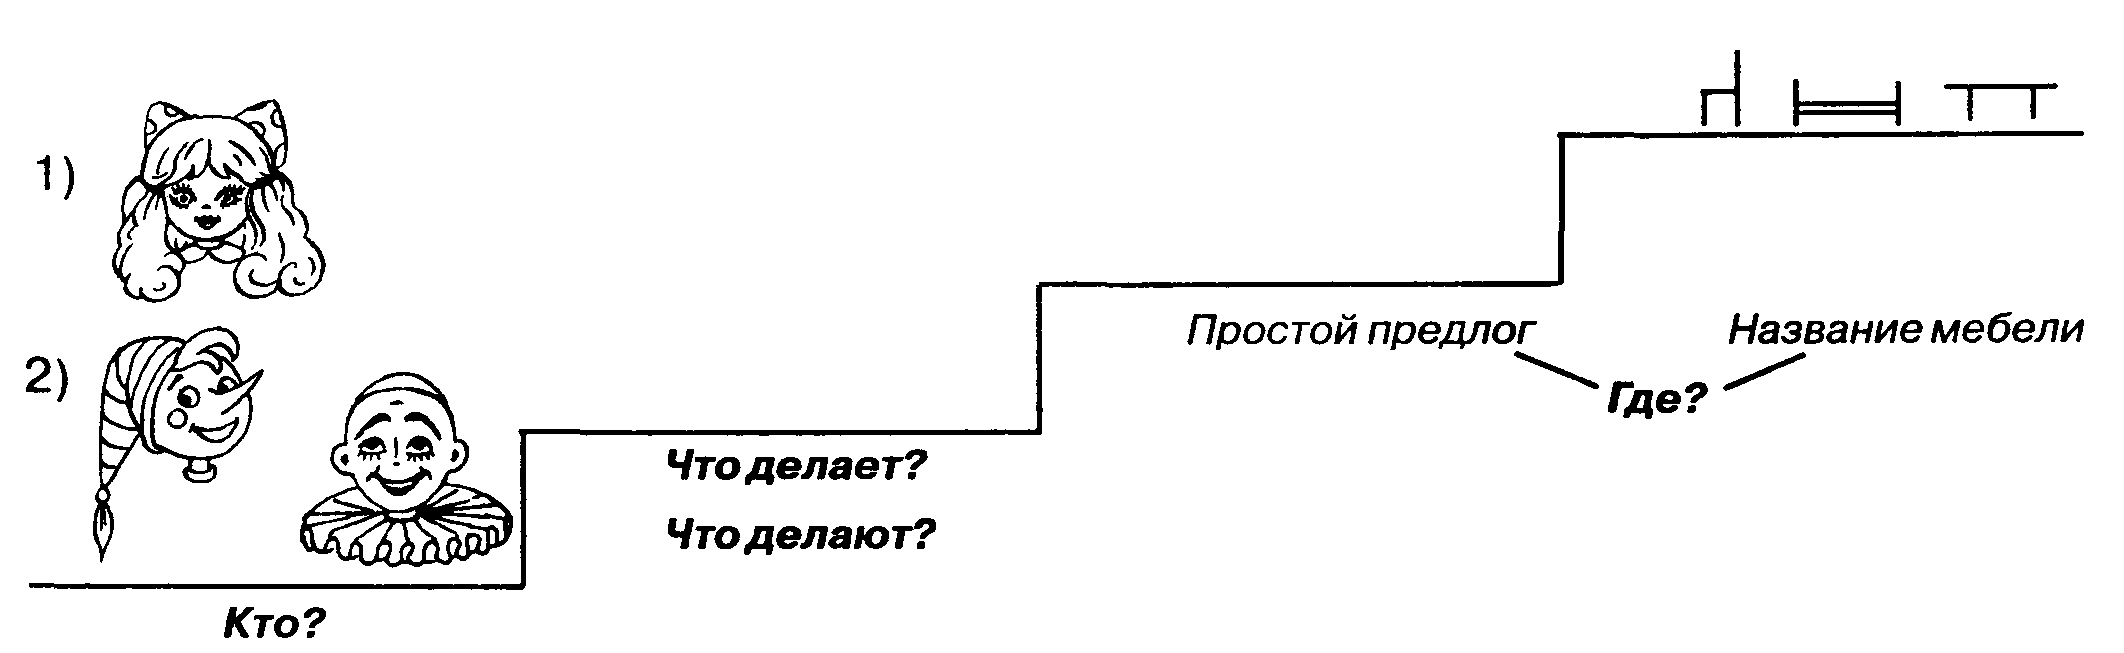 1)
2)
Кто?
Что делает?
Что делают?
Простой предлог
Название мебели
Где?